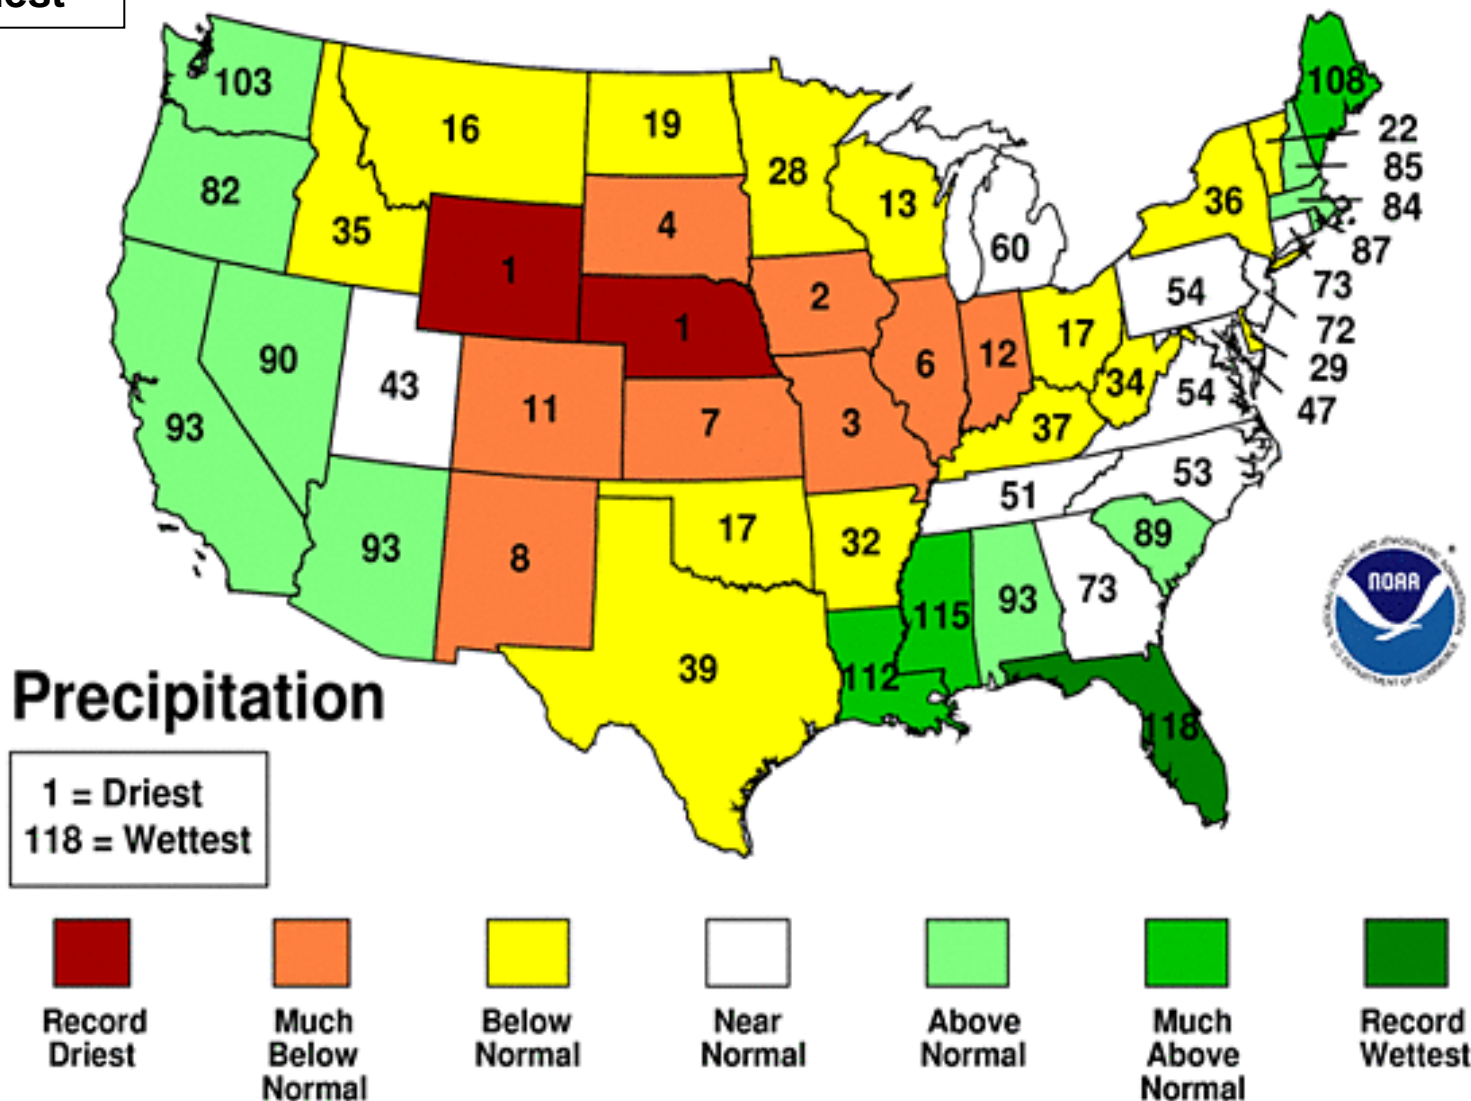 103
108
16
19
22
28
85
82
13
36
84
4
35
60
87
1
54
73
2
1
72
17
12
90
6
29
43
34
54
11
47
7
3
37
93
53
51
17
32
89
93
8
NOAA
73
93
115
39
112
Precipitation
118
1 = Driest
118 = Wettest
Record
Driest
Much
Below
Normal
Below
Normal
Near
Normal
Above
Normal
Much
Above
Normal
Record
Wettest